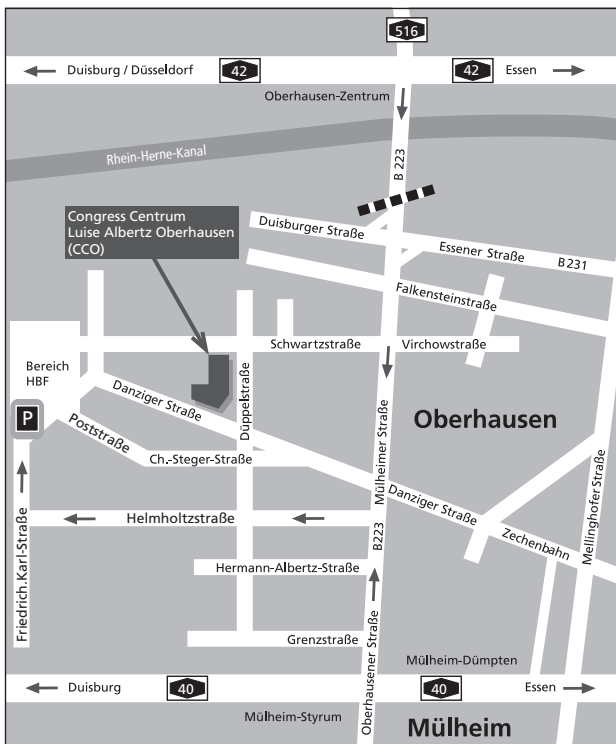 516
Duisburg / Düsseldorf
42
42
Essen
Oberhausen-Zentrum
B 223
Rhein-Herne-Kanal
Congress Centrum
Luise Albertz Oberhausen
(CCO)
Duisburger Straße
Essener Straße
B 231
Falkensteinstraße
Schwartzstraße
Virchowstraße
Bereich
HBF
P
Danziger Straße
Düppelstraße
Poststraße
Ch.-Steger-Straße
Mülheimer Straße
Oberhausen
Danziger Straße
Zechenbahn
Mellinghofer Straße
Helmholtzstraße
B223
Friedrich.Karl-Straße
Hermann-Albertz-Straße
Grenzstraße
Oberhausener Straße
Mülheim-Dümpten
Duisburg
40
40
Essen
Mülheim-Styrum
Mülheim